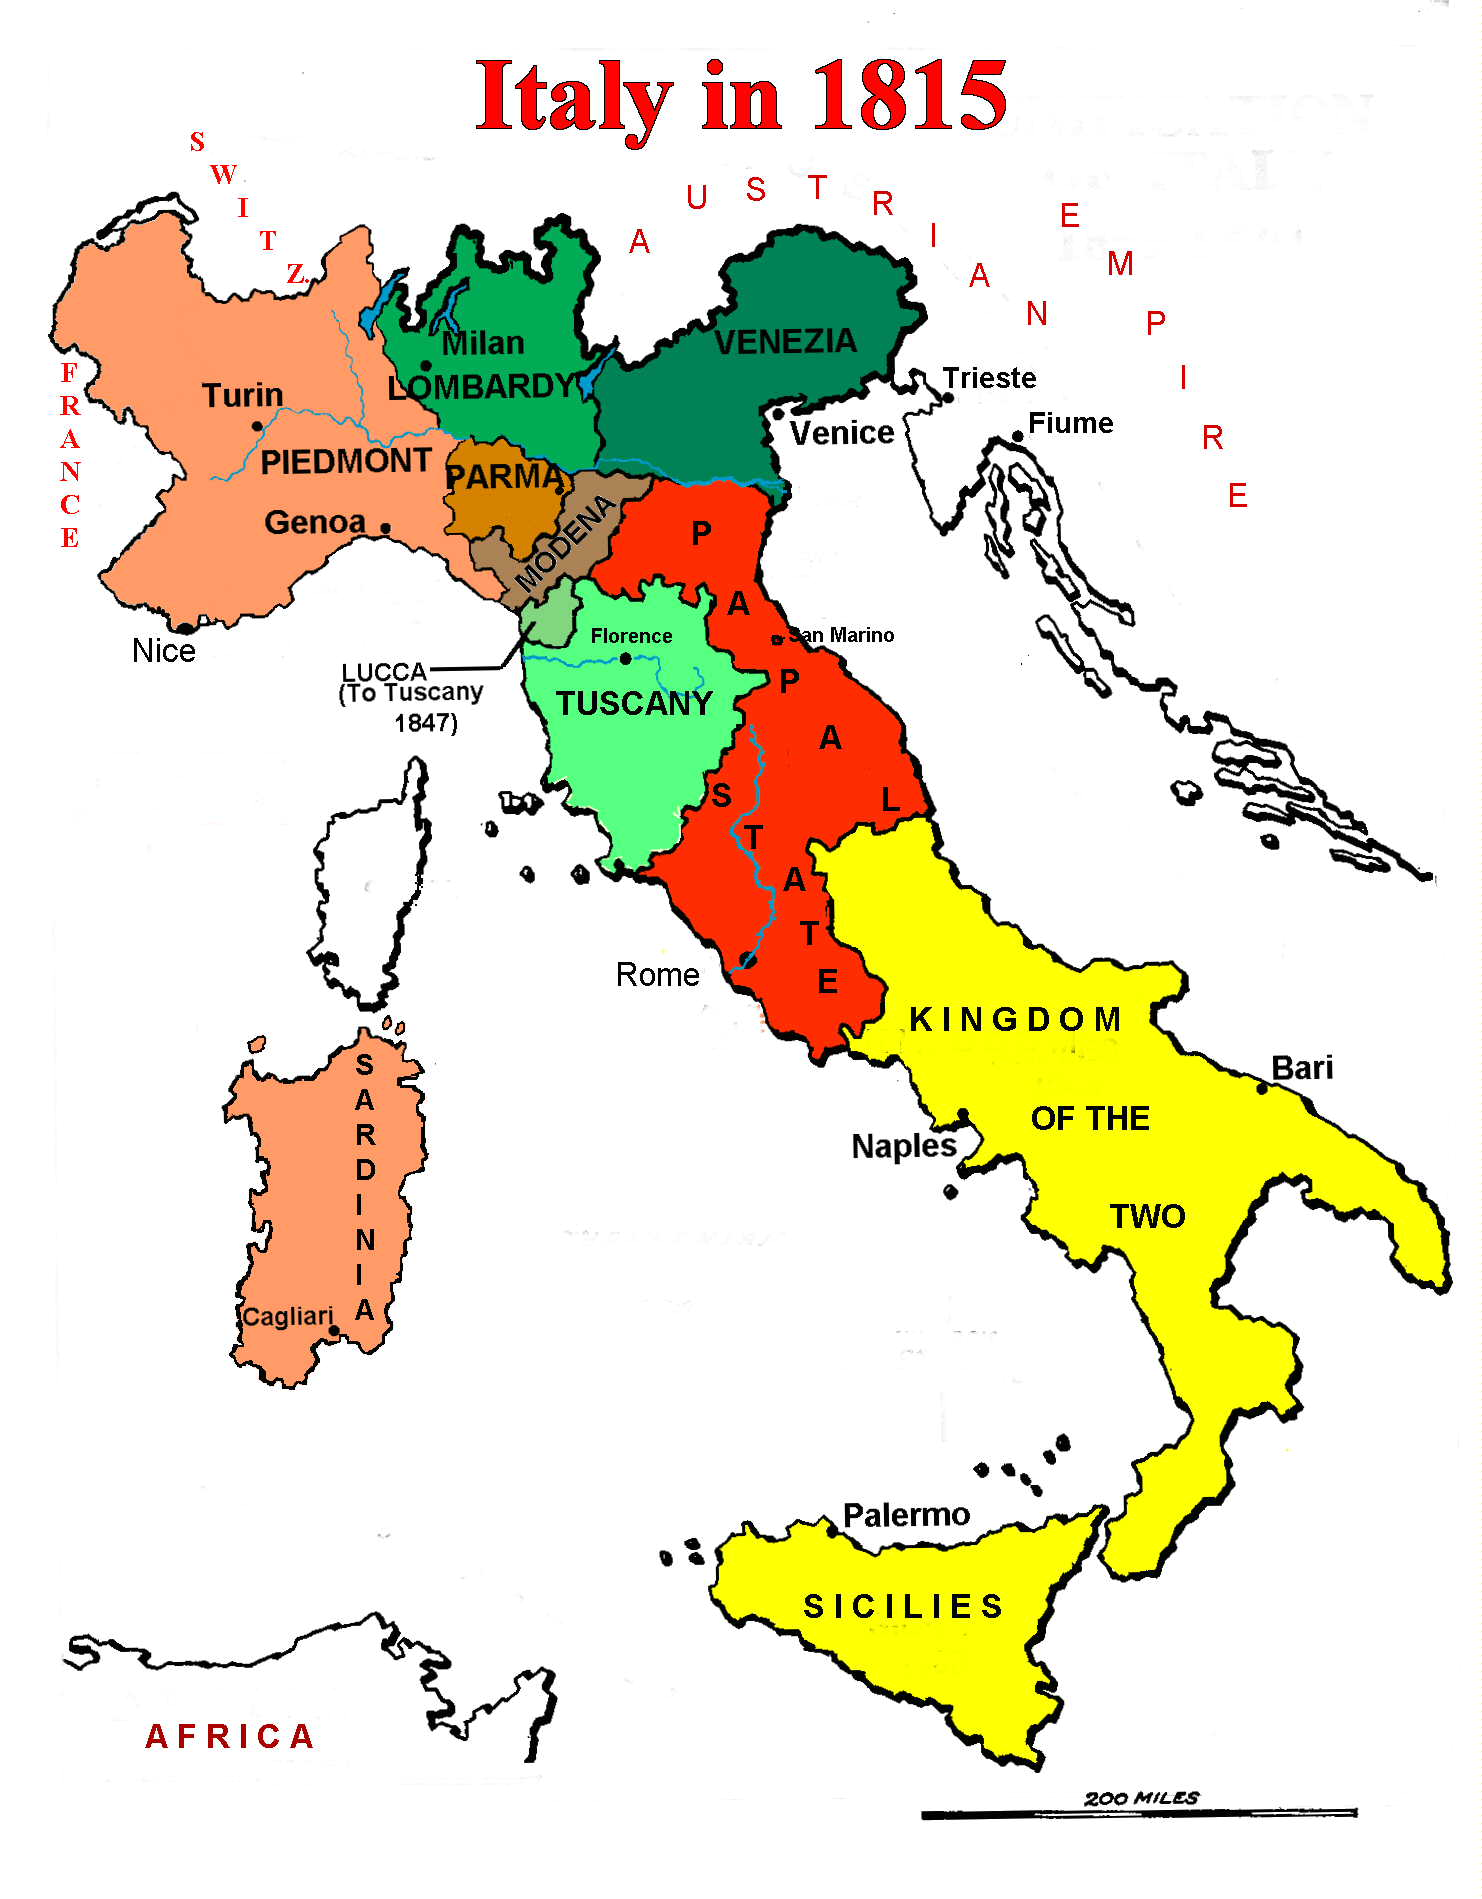 Italy in 1815
SWITZ.
AUSTRIAN EMPIRE
FRANCE
Milan
LOMBARDY
VENEZIA
Trieste
Turin
Venice
Fiume
PIEDMONT
PARMA
Genoa
MODENA
PAPAL
STATE
Nice
Florence
San Marino
LUCCA
(To Tuscany
1847)
TUSCANY
Rome
KINGDOM
OF THE
TWO
SICILIES
Bari
Naples
SARDINIA
Cagliari
Palermo
AFRICA
200 MILES